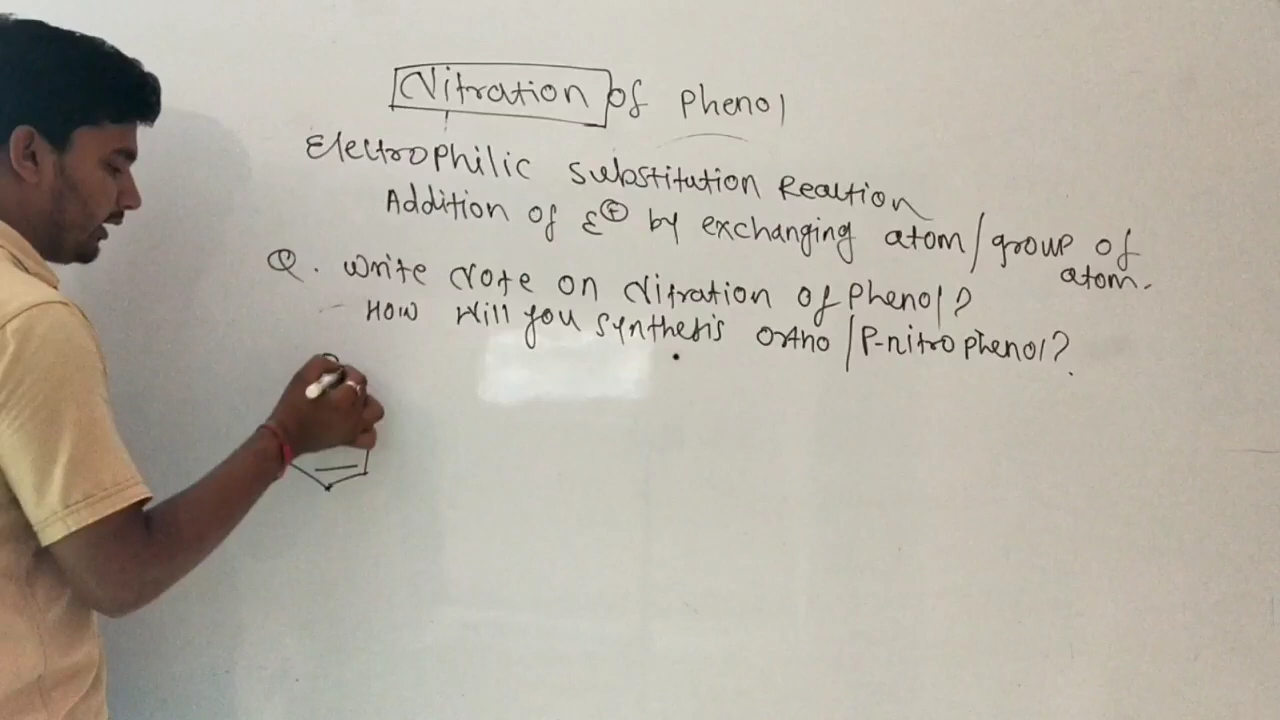 Nitration of Phenol
Electrophilic substitution Reaction
Addition of E⊕ by exchanging atom/group of
atom.
Q. Write Note on Nitration of Phenol?
How will you synthesis ortho/P-nitrophenol?